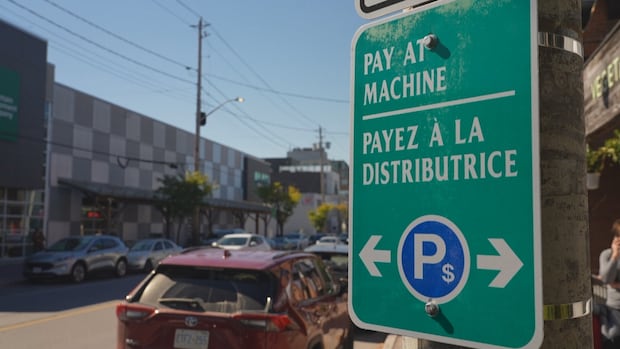 PAY AT
MACHINE
PAYEZ À LA
DISTRIBUTRICE
P$